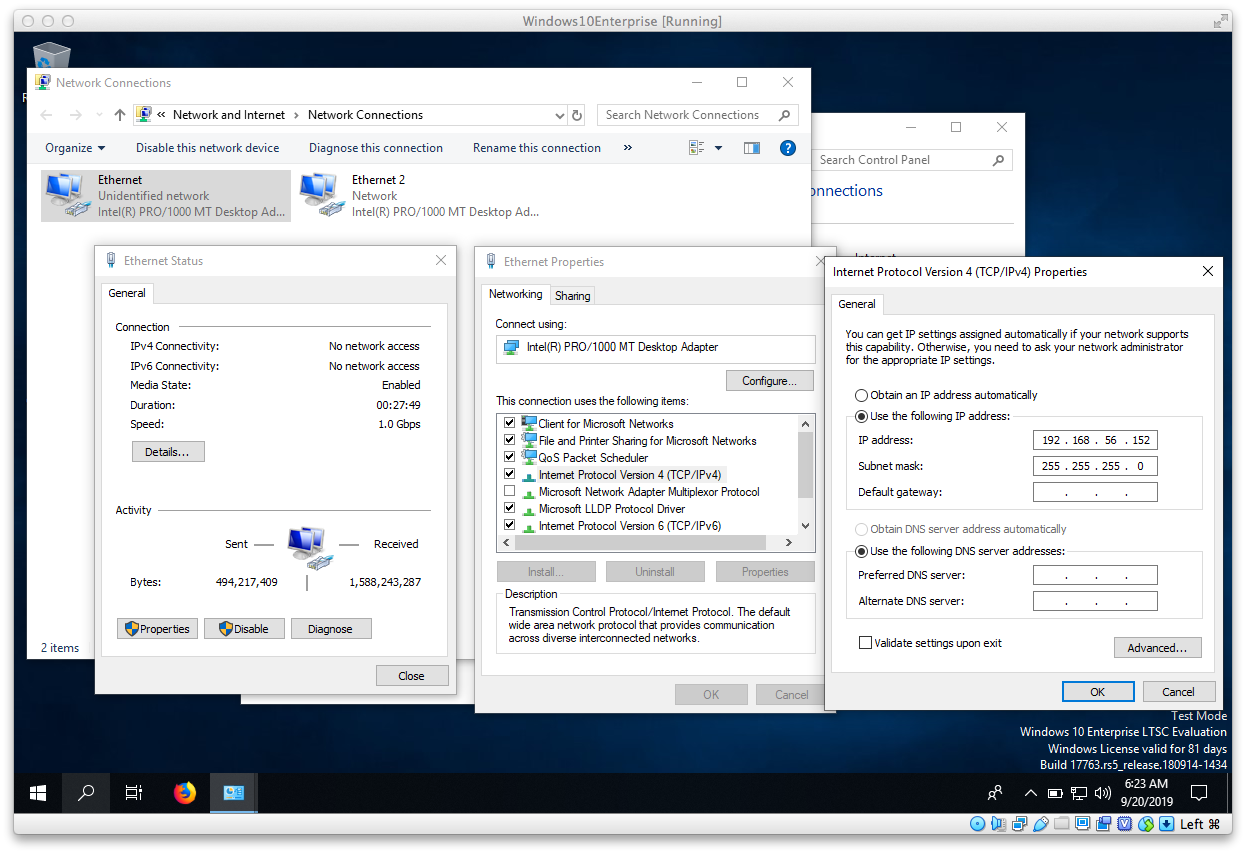 Windows10Enterprise [Running]
Network Connections
« Network and Internet › Network Connections
Search Network Connections
Organize Disable this network device Diagnose this connection Rename this connection »
Search Control Panel
onnections
Ethernet
Unidentified network
Intel(R) PRO/1000 MT Desktop Ad...
Ethernet 2
Network
Intel(R) PRO/1000 MT Desktop Ad...
2 items
Ethernet Status
General
Connection
IPv4 Connectivity: No network access
IPv6 Connectivity: No network access
Media State: Enabled
Duration: 00:27:49
Speed: 1.0 Gbps
Details...
Activity
Sent — — Received
Bytes: 494,217,409 1,588,243,287
Properties Disable Diagnose
Close
Ethernet Properties
Networking Sharing
Connect using:
Intel(R) PRO/1000 MT Desktop Adapter
Configure...
This connection uses the following items:
Client for Microsoft Networks
File and Printer Sharing for Microsoft Networks
QoS Packet Scheduler
Internet Protocol Version 4 (TCP/IPv4)
Microsoft Network Adapter Multiplexor Protocol
Microsoft LLDP Protocol Driver
Internet Protocol Version 6 (TCP/IPv6)
Install... Uninstall Properties
Description
Transmission Control Protocol/Internet Protocol. The default
wide area network protocol that provides communication
across diverse interconnected networks.
OK Cancel
Internet Protocol Version 4 (TCP/IPv4) Properties
General
You can get IP settings assigned automatically if your network supports
this capability. Otherwise, you need to ask your network administrator
for the appropriate IP settings.
Obtain an IP address automatically
Use the following IP address:
IP address: 192 . 168 . 56 . 152
Subnet mask: 255 . 255 . 255 . 0
Default gateway: . . .
Obtain DNS server address automatically
Use the following DNS server addresses:
Preferred DNS server: . . .
Alternate DNS server: . . .
Validate settings upon exit
Advanced...
OK Cancel
Test Mode
Windows 10 Enterprise LTSC Evaluation
Windows License valid for 81 days
Build 17763.rs5_release.180914-1434
6:23 AM
9/20/2019
Left ⌘